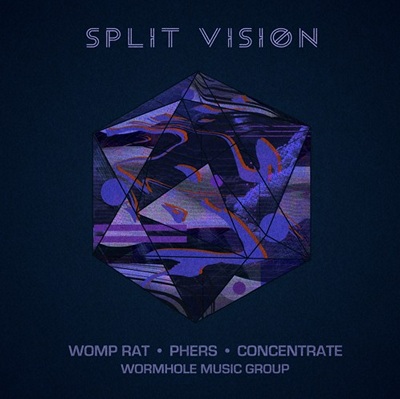 SPLIT VISIØN
WOMP RAT • PHERS • CONCENTRATE
WORMHOLE MUSIC GROUP